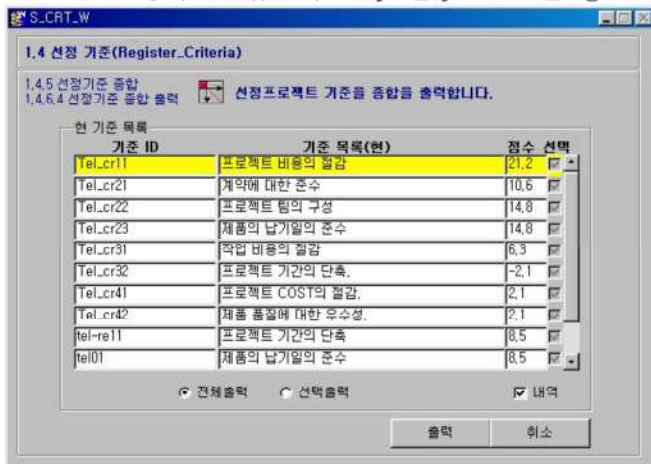 S_CRT_W
1.4 선정 기준(Register_Criteria)
1.4.5 선정기준 종합
1.4.6.4 선정기준 종합 출력
선정프로젝트 기준을 종합을 출력합니다.
현 기준 목록
기준 ID 기준 목록(현) 점수 선택
Tel_cr11 프로젝트 비용의 절감 21.2
Tel_cr21 계약에 대한 준수 10.6
Tel_cr22 프로젝트 팀의 구성 14.8
Tel_cr23 제품의 납기일의 준수 14.8
Tel_cr31 작업 비용의 절감 6.3
Tel_cr32 프로젝트 기간의 단축. -2.1
Tel_cr41 프로젝트 COST의 절감. 2.1
Tel_cr42 제품 품질에 대한 우수성. 2.1
tel-re11 프로젝트 기간의 단축 8.5
tel01 제품의 납기일의 준수 8.5
전체출력 선택출력 내역
출력 취소